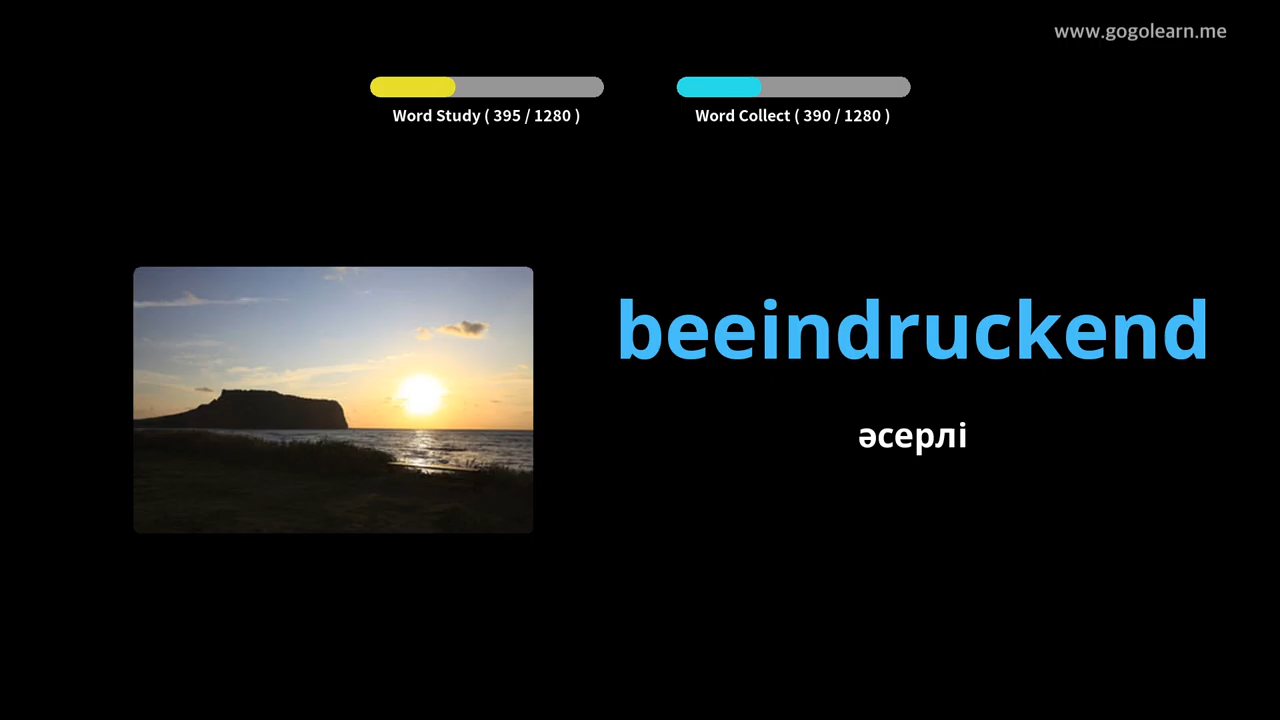 www.gogolearn.me
Word Study ( 395 / 1280 )
Word Collect ( 390 / 1280 )
beeindruckend
әсерлі